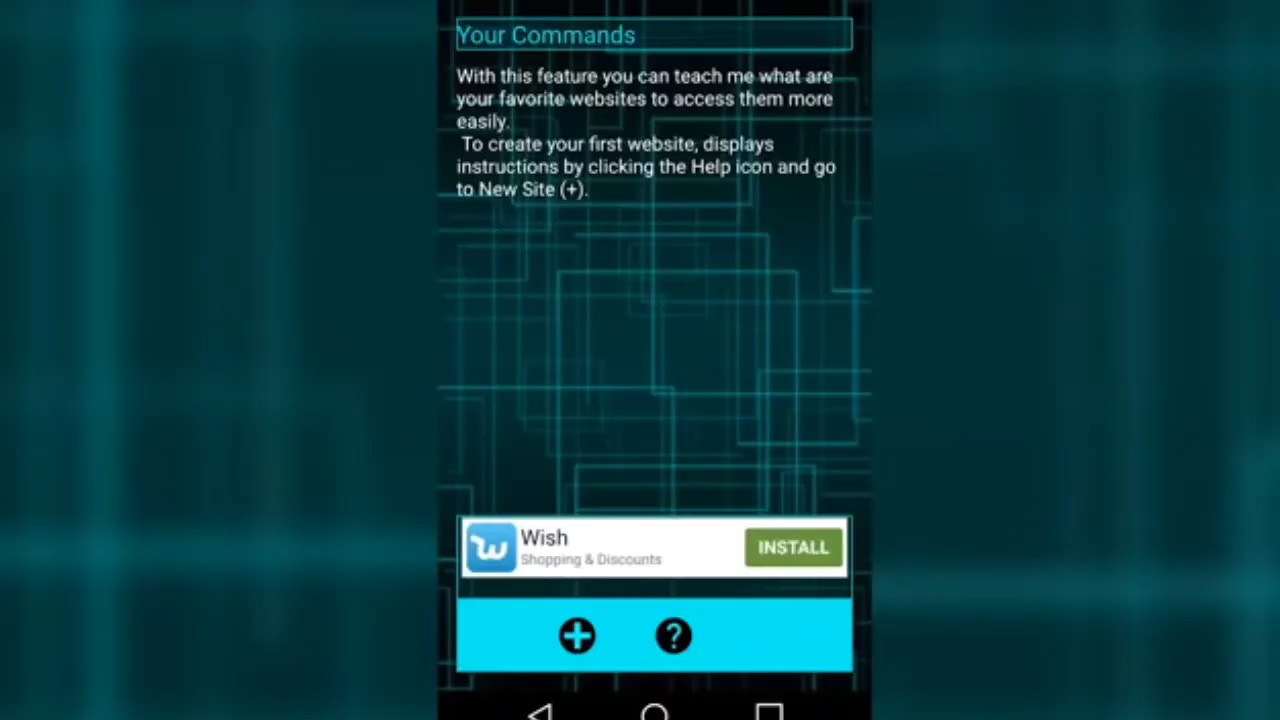 Your Commands
With this feature you can teach me what are
your favorite websites to access them more
easily.
To create your first website, displays
instructions by clicking the Help icon and go
to New Site (+).
Wish
Shopping & Discounts
INSTALL
?